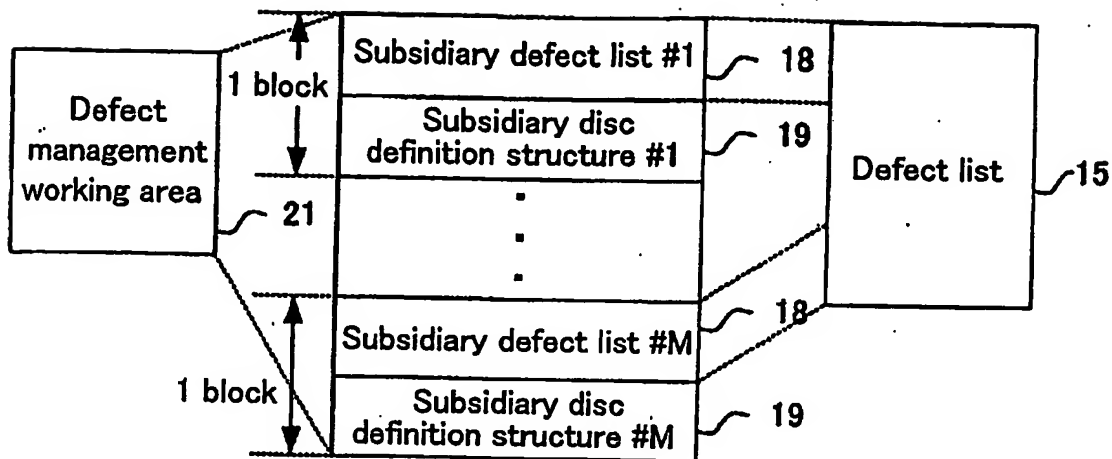 Defect
management
working area
21
1 block
Subsidiary defect list #1
18
Subsidiary disc
definition structure #1
19
1 block
Subsidiary defect list #M
18
Subsidiary disc
definition structure #M
19
Defect list
15